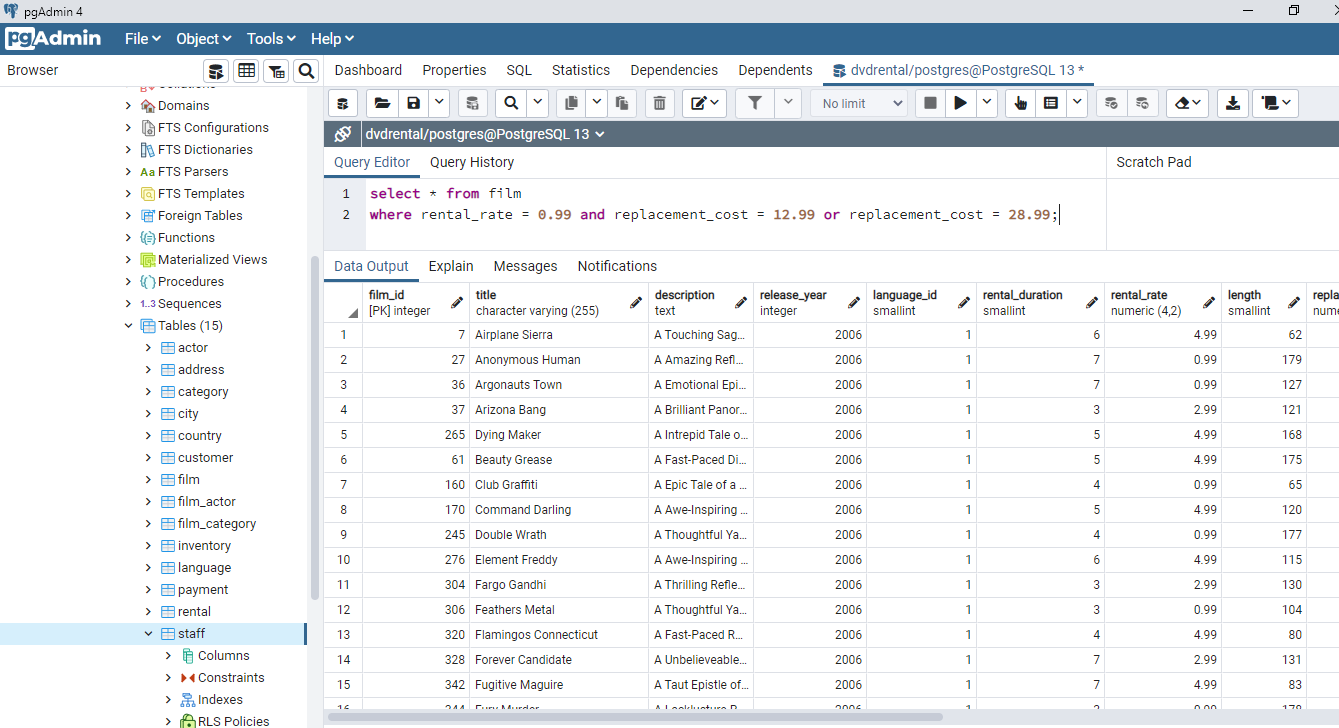 pgAdmin 4
pgAdmin File Object Tools Help
Browser
Dashboard Properties SQL Statistics Dependencies Dependents dvdrental/postgres@PostgreSQL 13 *
No limit
dvdrental/postgres@PostgreSQL 13
Query Editor Query History Scratch Pad
1 select * from film
2 where rental_rate = 0.99 and replacement_cost = 12.99 or replacement_cost = 28.99;
Domains
FTS Configurations
FTS Dictionaries
Aa FTS Parsers
FTS Templates
Foreign Tables
Functions
Materialized Views
Procedures
1..3 Sequences
Tables (15)
actor
address
category
city
country
customer
film
film_actor
film_category
inventory
language
payment
rental
staff
Columns
Constraints
Indexes
RLS Policies
Data Output Explain Messages Notifications
film_id title description release_year language_id rental_duration rental_rate length repla
[PK] integer character varying (255) text integer smallint smallint numeric (4,2) smallint nume
1 7 Airplane Sierra A Touching Sag... 2006 1 6 4.99 62
2 27 Anonymous Human A Amazing Refl... 2006 1 7 0.99 179
3 36 Argonauts Town A Emotional Epi... 2006 1 7 0.99 127
4 37 Arizona Bang A Brilliant Panor... 2006 1 3 2.99 121
5 265 Dying Maker A Intrepid Tale o... 2006 1 5 4.99 168
6 61 Beauty Grease A Fast-Paced Di... 2006 1 5 4.99 175
7 160 Club Graffiti A Epic Tale of a ... 2006 1 4 0.99 65
8 170 Command Darling A Awe-Inspiring ... 2006 1 5 4.99 120
9 245 Double Wrath A Thoughtful Ya... 2006 1 4 0.99 177
10 276 Element Freddy A Awe-Inspiring ... 2006 1 6 4.99 115
11 304 Fargo Gandhi A Thrilling Refle... 2006 1 3 2.99 130
12 306 Feathers Metal A Thoughtful Ya... 2006 1 3 0.99 104
13 320 Flamingos Connecticut A Fast-Paced R... 2006 1 4 4.99 80
14 328 Forever Candidate A Unbelieveable... 2006 1 7 2.99 131
15 342 Fugitive Maguire A Taut Epistle of... 2006 1 7 4.99 83